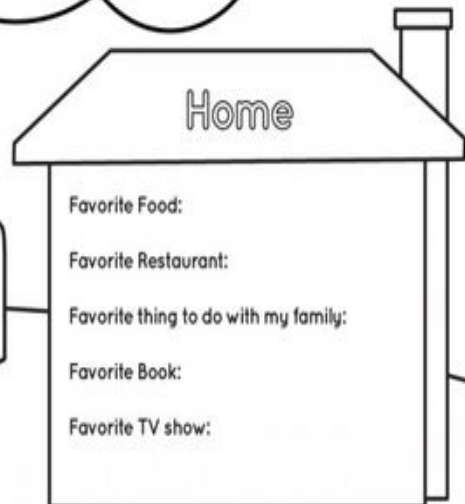 Home
Favorite Food:
Favorite Restaurant:
Favorite thing to do with my family:
Favorite Book:
Favorite TV show: